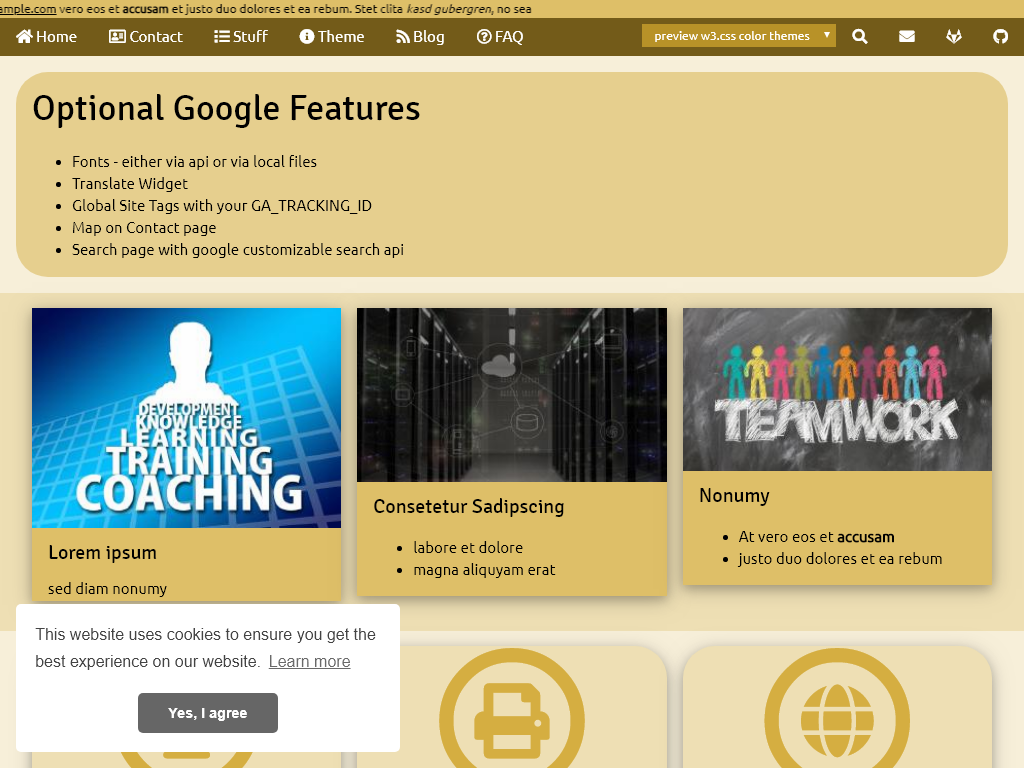 ample.com vero eos et accusam et justo duo dolores et ea rebum. Stet clita kasd gubergren, no sea
Home Contact Stuff Theme Blog FAQ preview w3.css color themes
Optional Google Features
Fonts - either via api or via local files
Translate Widget
Global Site Tags with your GA_TRACKING_ID
Map on Contact page
Search page with google customizable search api
DEVELOPMENT
KNOWLEDGE
LEARNING
TRAINING
COACHING
Lorem ipsum
sed diam nonumy
Consetetur Sadipscing
labore et dolore
magna aliquyam erat
TEAMWORK
Nonumy
At vero eos et accusam
justo duo dolores et ea rebum
This website uses cookies to ensure you get the
best experience on our website. Learn more
Yes, I agree